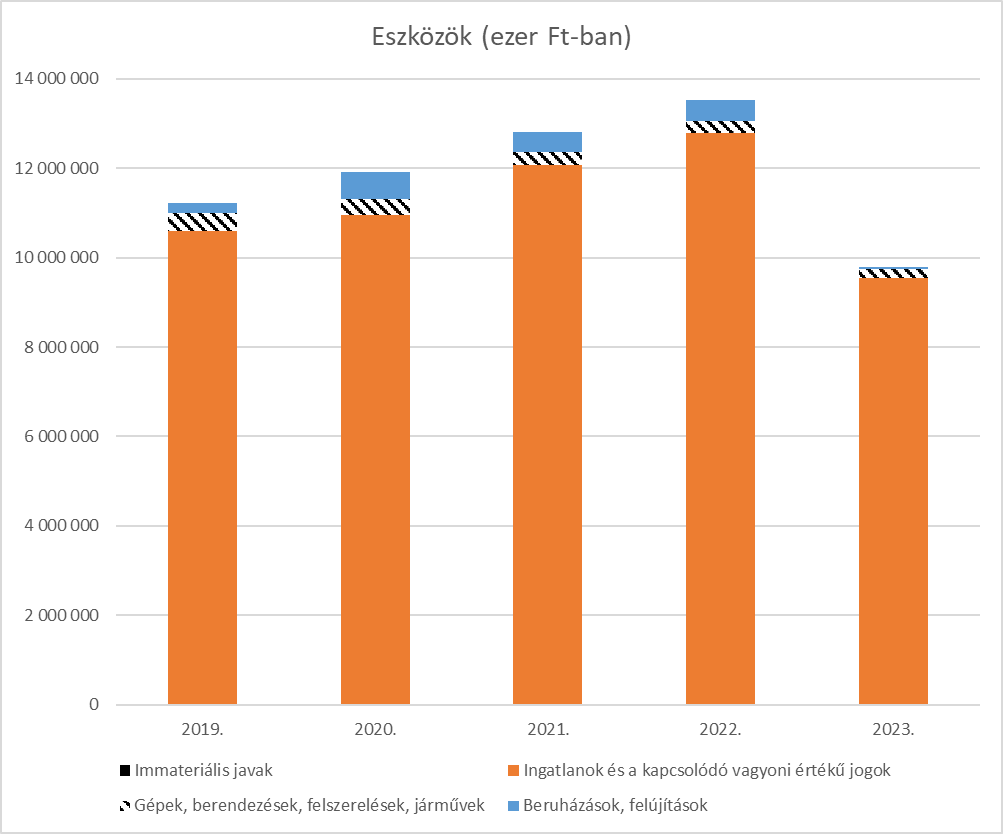 Eszközök (ezer Ft-ban)
14 000 000
12 000 000
10 000 000
8 000 000
6 000 000
4 000 000
2 000 000
0
2019. 2020. 2021. 2022. 2023.
Immateriális javak Ingatlanok és a kapcsolódó vagyoni értékű jogok
Gépek, berendezések, felszerelések, járművek Beruházások, felújítások